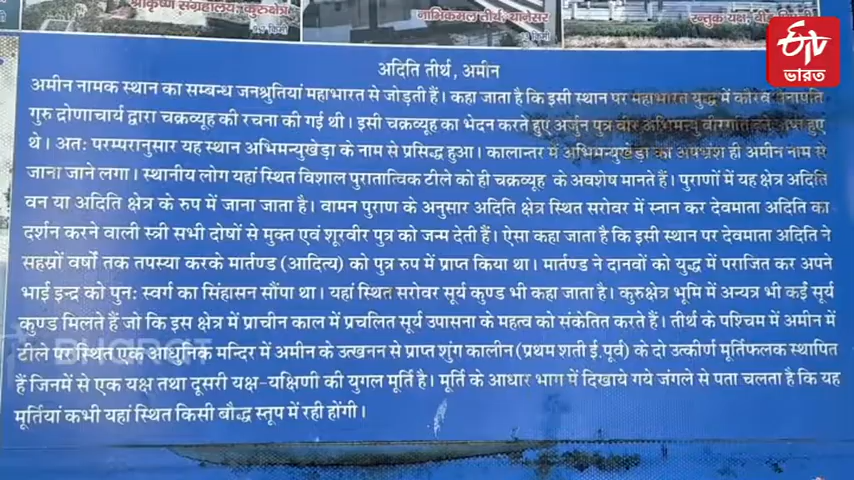 श्रीकृष्ण संग्रहालय, कुरुक्षेत्र
नाभिकमल तीर्थ, थानेसर
रन्तुक यक्ष, बीड़
ETV
ভারত
अदिति तीर्थ, अमीन
अमीन नामक स्थान का सम्बन्ध जनश्रुतियां महाभारत से जोड़ती हैं। कहा जाता है कि इसी स्थान पर महाभारत युद्ध में कौरव सेनापति
गुरु द्रोणाचार्य द्वारा चक्रव्यूह की रचना की गई थी। इसी चक्रव्यूह का भेदन करते हुए अर्जुन पुत्र वीर अभिमन्यु वीरगति को प्राप्त हुए
थे। अतः परम्परानुसार यह स्थान अभिमन्युखेड़ा के नाम से प्रसिद्ध हुआ। कालान्तर में अभिमन्युखेड़ा का अपभ्रंश ही अमीन नाम से
जाना जाने लगा। स्थानीय लोग यहां स्थित विशाल पुरातात्विक टीले को ही चक्रव्यूह के अवशेष मानते हैं। पुराणों में यह क्षेत्र अदिति
वन या अदिति क्षेत्र के रुप में जाना जाता है। वामन पुराण के अनुसार अदिति क्षेत्र स्थित सरोवर में स्नान कर देवमाता अदिति का
दर्शन करने वाली स्त्री सभी दोषों से मुक्त एवं शूरवीर पुत्र को जन्म देती हैं। ऐसा कहा जाता है कि इसी स्थान पर देवमाता अदिति ने
सहस्रों वर्षों तक तपस्या करके मार्तण्ड (आदित्य) को पुत्र रुप में प्राप्त किया था। मार्तण्ड ने दानवों को युद्ध में पराजित कर अपने
भाई इन्द्र को पुनः स्वर्ग का सिंहासन सौंपा था। यहां स्थित सरोवर सूर्य कुण्ड भी कहा जाता है। कुरुक्षेत्र भूमि में अन्यत्र भी कई सूर्य
कुण्ड मिलते हैं जो कि इस क्षेत्र में प्राचीन काल में प्रचलित सूर्य उपासना के महत्व को संकेतित करते हैं। तीर्थ के पश्चिम में अमीन में
टीले पर स्थित एक आधुनिक मन्दिर में अमीन के उत्खनन से प्राप्त शुंग कालीन (प्रथम शती ई.पूर्व) के दो उत्कीर्ण मूर्तिफलक स्थापित
हैं जिनमें से एक यक्ष तथा दूसरी यक्ष-यक्षिणी की युगल मूर्ति है। मूर्ति के आधार भाग में दिखाये गये जंगले से पता चलता है कि यह
मूर्तियां कभी यहां स्थित किसी बौद्ध स्तूप में रही होंगी।